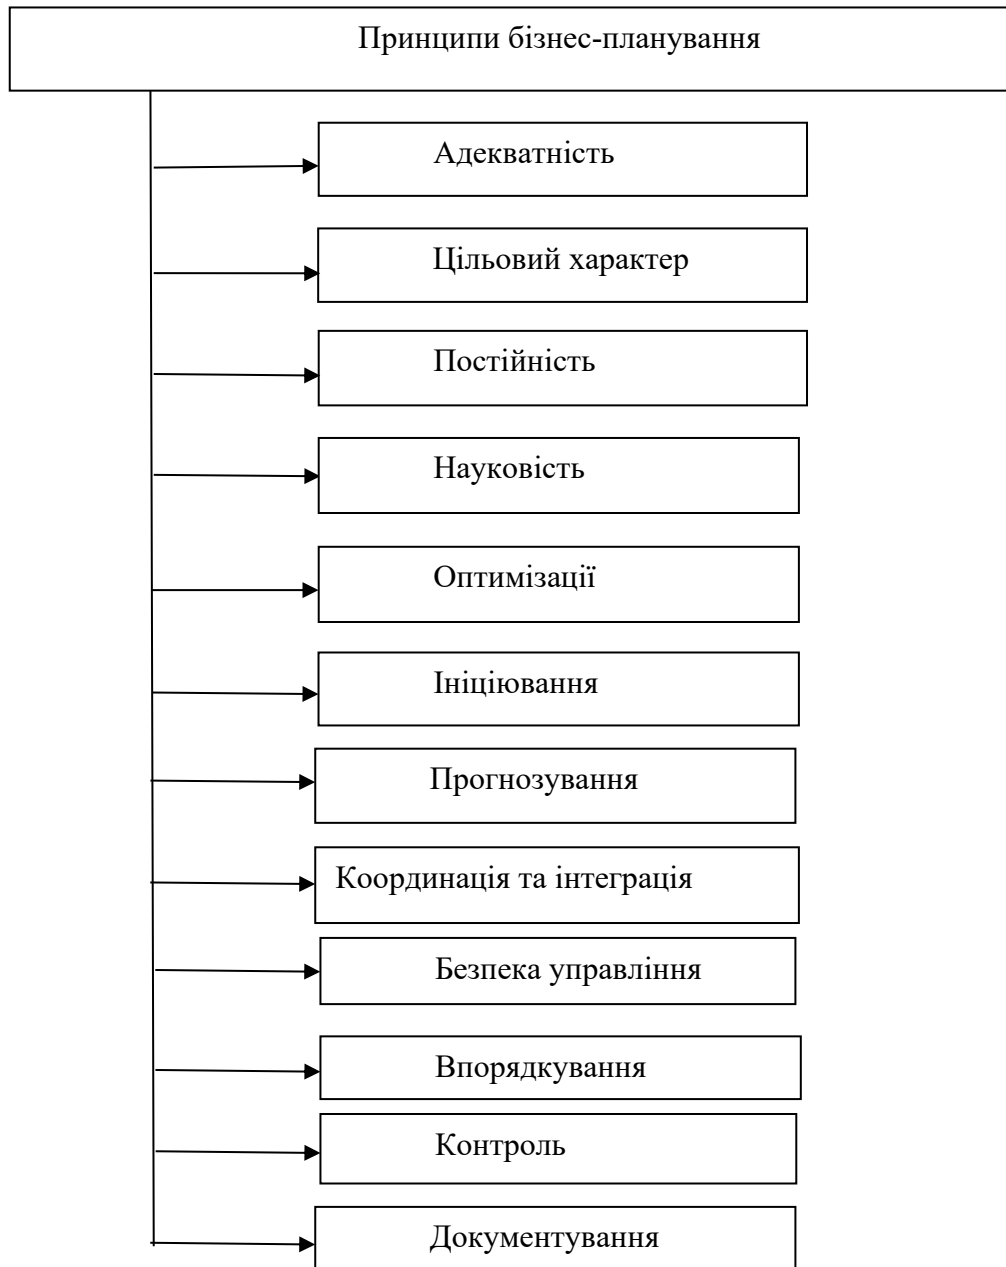 Принципи бізнес-планування
Адекватність
Цільовий характер
Постійність
Науковість
Оптимізації
Ініціювання
Прогнозування
Координація та інтеграція
Безпека управління
Впорядкування
Контроль
Документування